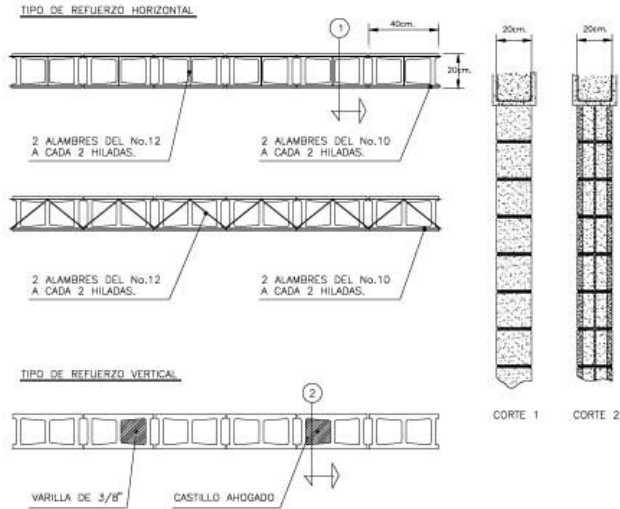 TIPO DE REFUERZO HORIZONTAL
1
40cm.
20cm.
2 ALAMBRES DEL No.12
A CADA 2 HILADAS.
2 ALAMBRES DEL No.10
A CADA 2 HILADAS.
2 ALAMBRES DEL No.12
A CADA 2 HILADAS.
2 ALAMBRES DEL No.10
A CADA 2 HILADAS.
TIPO DE REFUERZO VERTICAL
2
VARILLA DE 3/8"
CASTILLO AHOGADO
20cm.
20cm.
CORTE 1
CORTE 2